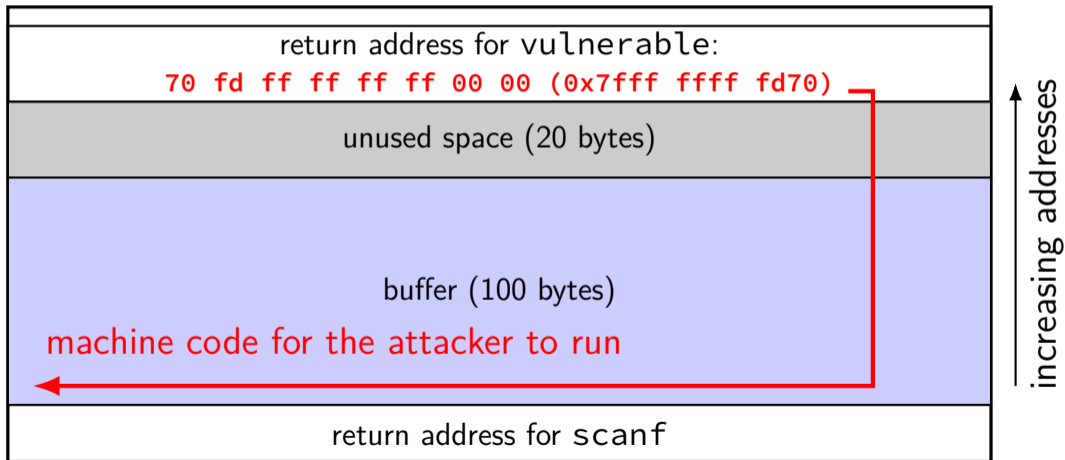 return address for vulnerable:
70 fd ff ff ff ff 00 00 (0x7fff ffff fd70)
unused space (20 bytes)
buffer (100 bytes)
machine code for the attacker to run
return address for scanf
increasing addresses